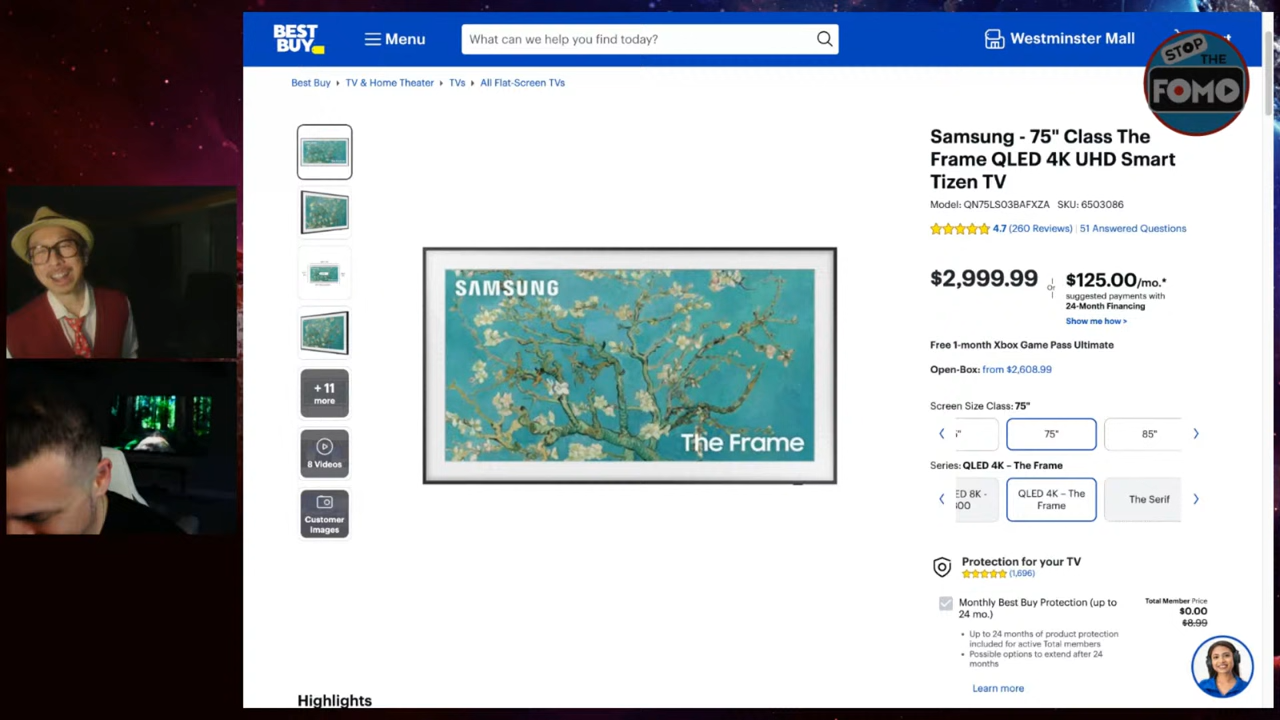 BEST
BUY
Menu
What can we help you find today?
Westminster Mall
STOP
THE
FOMO
Best Buy
TV & Home Theater
TVs
All Flat-Screen TVs
Samsung - 75" Class The
Frame QLED 4K UHD Smart
Tizen TV
Model: QN75LS03BAFXZA SKU: 6503086
4.7 (260 Reviews) | 51 Answered Questions
$2,999.99
or
$125.00/mo.*
suggested payments with
24-Month Financing
Show me how >
Free 1-month Xbox Game Pass Ultimate
Open-Box: from $2,608.99
Screen Size Class: 75"
75"
85"
Series: QLED 4K – The Frame
ED 8K -
QLED 4K – The
Frame
The Serif
SAMSUNG
The Frame
+ 11
more
8 Videos
Customer
Images
Protection for your TV
(1,696)
Monthly Best Buy Protection (up to
24 mo.)
Total Member Price
$0.00
$8.99
• Up to 24 months of product protection
included for active Total members
• Possible options to extend after 24
months
Learn more
Highlights